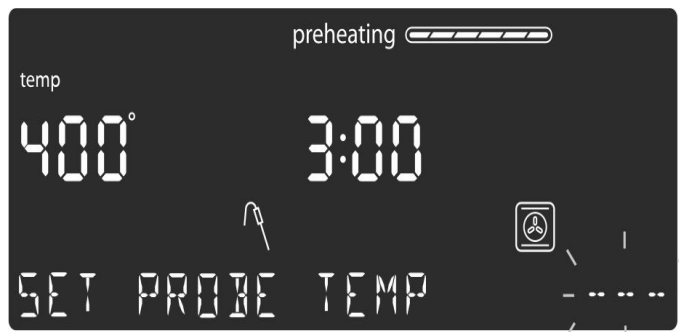 preheating
temp
400° 3:00
SET PROBE TEMP -- -- --